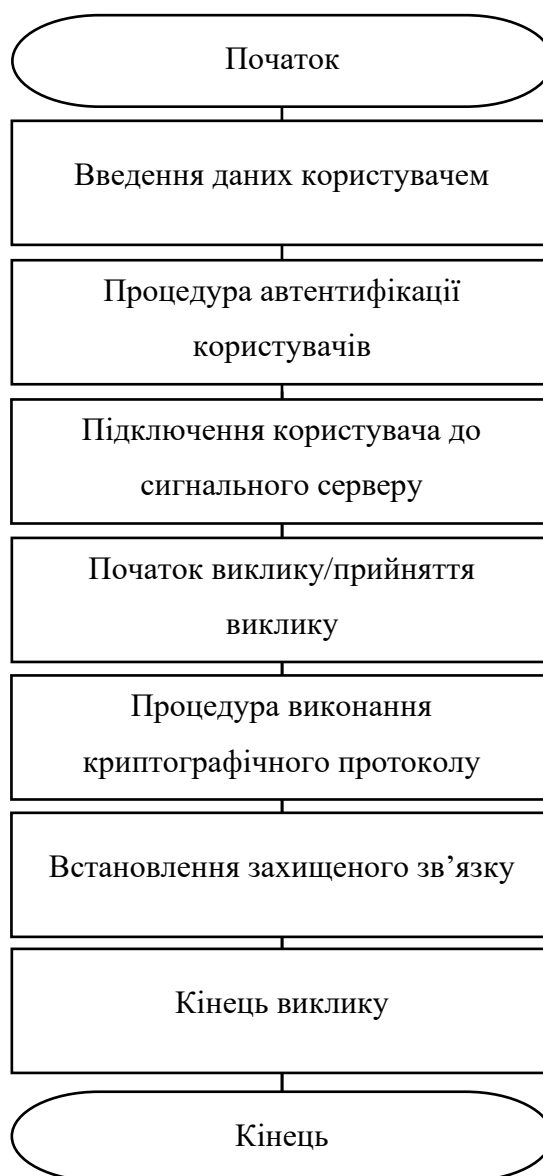 Початок
Введення даних користувачем
Процедура автентифікації
користувачів
Підключення користувача до
сигнального серверу
Початок виклику/прийняття
виклику
Процедура виконання
криптографічного протоколу
Встановлення захищеного зв’язку
Кінець виклику
Кінець